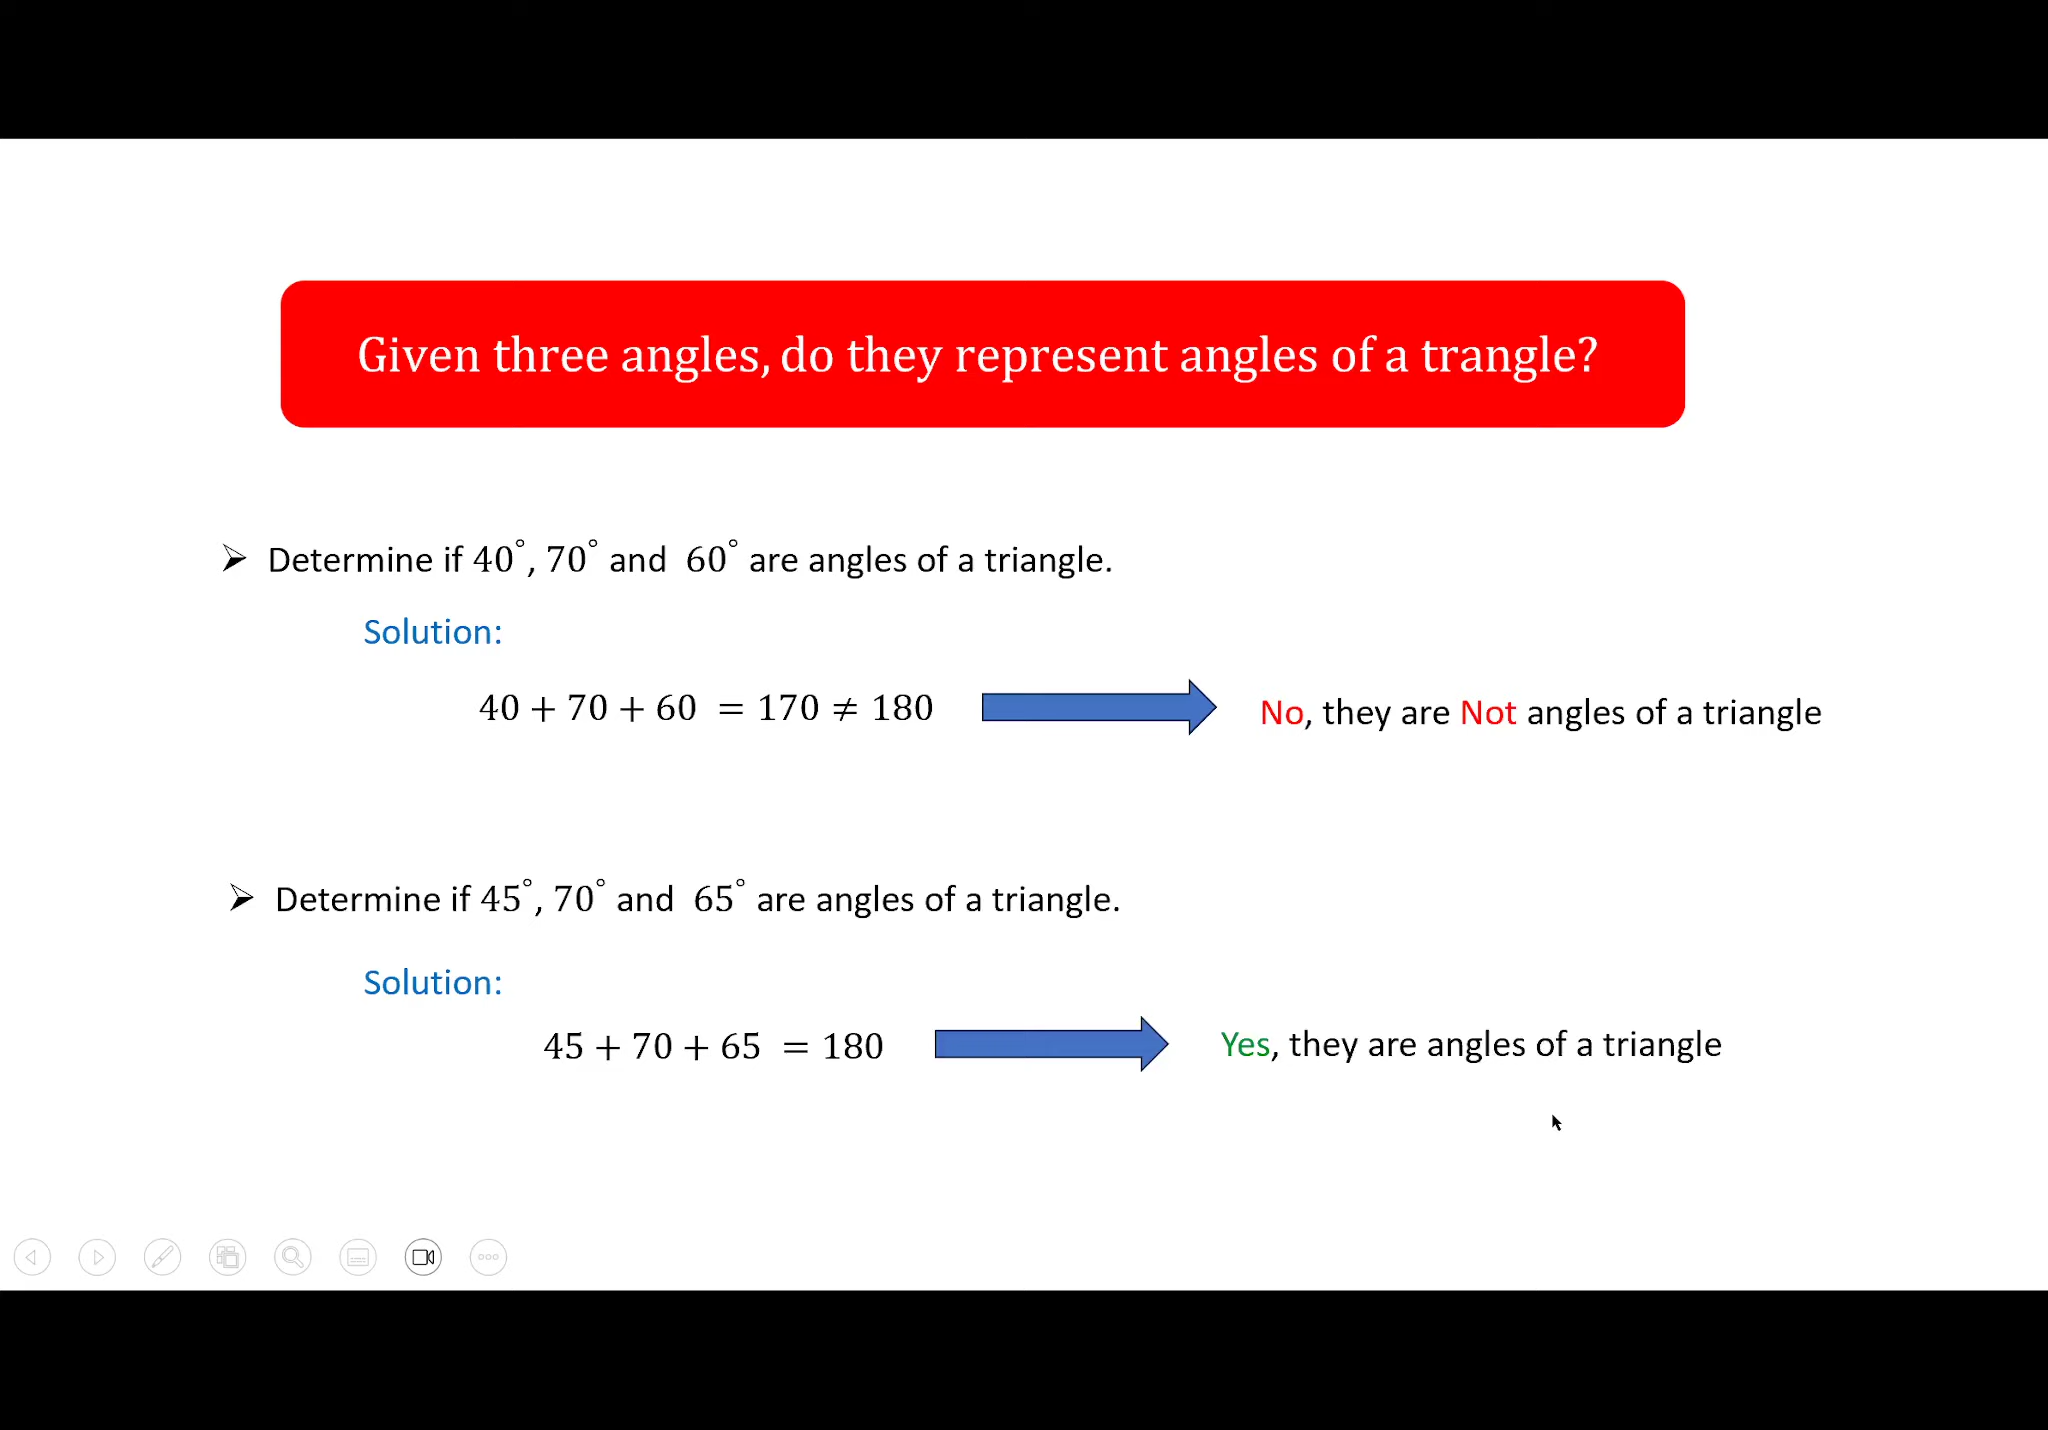 Given three angles, do they represent angles of a trangle?
➢ Determine if 40°, 70° and 60° are angles of a triangle.
Solution:
40 + 70 + 60 = 170 ≠ 180
No, they are Not angles of a triangle
➢ Determine if 45°, 70° and 65° are angles of a triangle.
Solution:
45 + 70 + 65 = 180
Yes, they are angles of a triangle